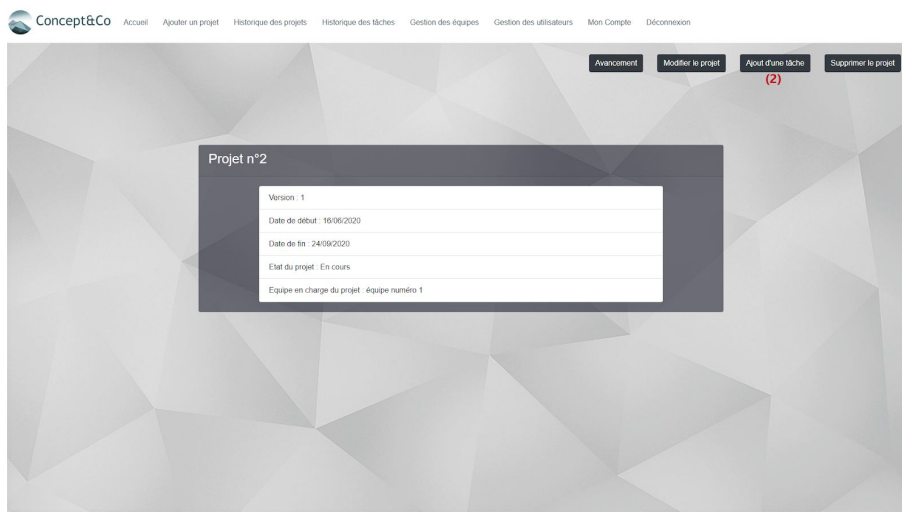 Concept&Co Accueil Ajouter un projet Historique des projets Historique des tâches Gestion des équipes Gestion des utilisateurs Mon Compte Déconnexion
Avancement Modifier le projet Ajout d'une tâche Supprimer le projet
(2)
Projet n°2
Version : 1
Date de début : 16/06/2020
Date de fin : 24/09/2020
Etat du projet : En cours
Equipe en charge du projet : équipe numéro 1